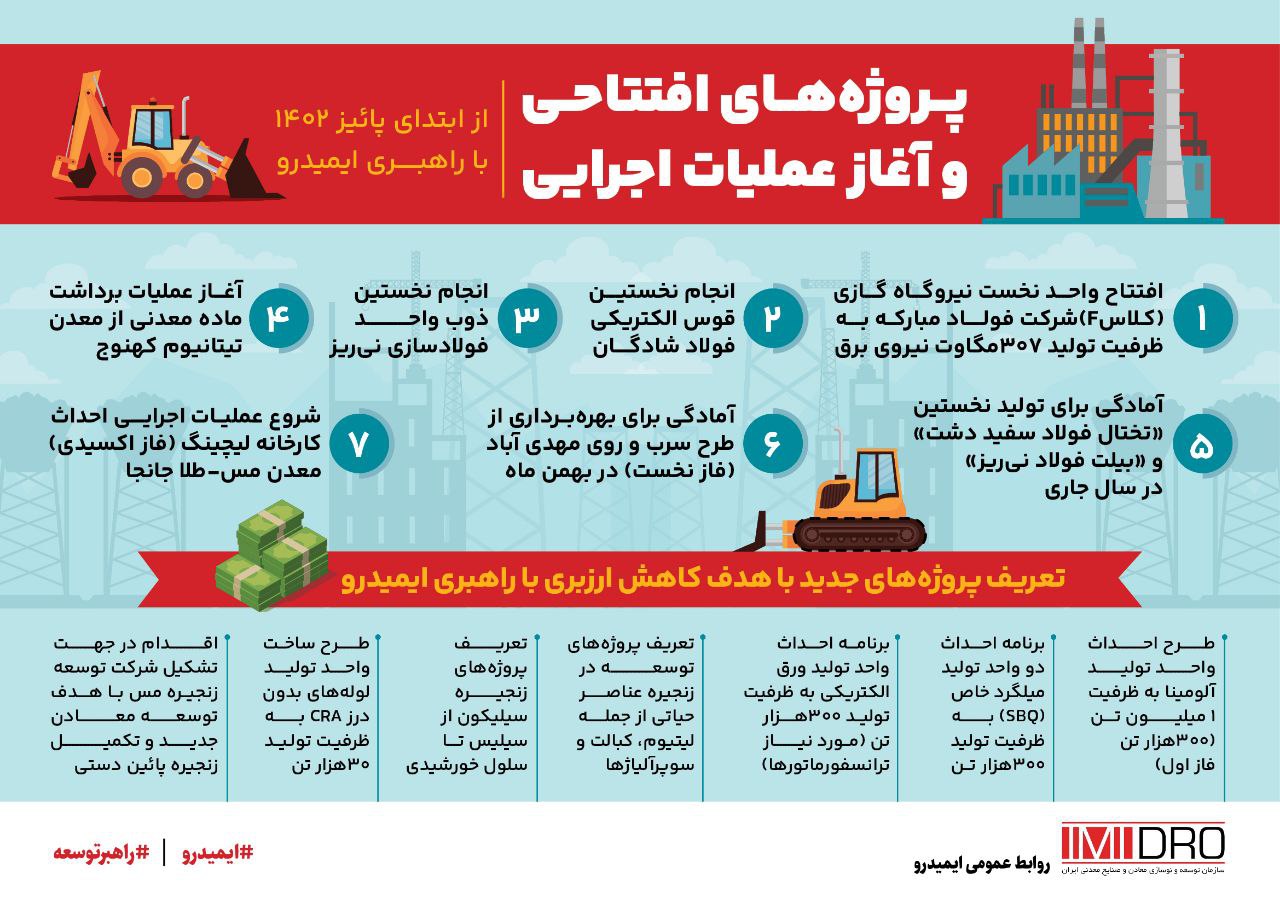 پروژه‌های افتتاحی
و آغاز عملیات اجرایی
از ابتدای پائیز ۱۴۰۲
با راهبری ایمیدرو
۱
افتتاح واحد نخست نیروگاه گازی
(کلاسF)شرکت فولاد مبارکه به
ظرفیت تولید ۳۰۷مگاوت نیروی برق
۲
انجام نخستین
قوس الکتریکی
فولاد شادگان
۳
انجام نخستین
ذوب واحد
فولادسازی نی‌ریز
۴
آغاز عملیات برداشت
ماده معدنی از معدن
تیتانیوم کهنوج
۵
آمادگی برای تولید نخستین
«تختال فولاد سفید دشت»
و «بیلت فولاد نی‌ریز»
در سال جاری
۶
آمادگی برای بهره‌برداری از
طرح سرب و روی مهدی آباد
(فاز نخست) در بهمن ماه
۷
شروع عملیات اجرایی احداث
کارخانه لیچینگ (فاز اکسیدی)
معدن مس-طلا جانجا
تعریف پروژه‌های جدید با هدف کاهش ارزبری با راهبری ایمیدرو
طرح احداث
واحد تولید
آلومینا به ظرفیت
۱ میلیون تن
(۳۰۰هزار تن
فاز اول)
برنامه احداث
دو واحد تولید
میلگرد خاص
(SBQ) به
ظرفیت تولید
۳۰۰هزار تن
برنامه احداث
واحد تولید ورق
الکتریکی به ظرفیت
تولید ۳۰۰هزار
تن (مورد نیاز
ترانسفورماتورها)
تعریف پروژه‌های
توسعه در
زنجیره عناصر
حیاتی از جمله
لیتیوم، کبالت و
سوپرآلیاژها
تعریف
پروژه‌های
زنجیره
سیلیکون از
سیلیس تا
سلول خورشیدی
طرح ساخت
واحد تولید
لوله‌های بدون
درز CRA به
ظرفیت تولید
۳۰هزار تن
اقدام در جهت
تشکیل شرکت توسعه
زنجیره مس با هدف
توسعه معادن
جدید و تکمیل
زنجیره پائین دستی
IMIDRO
سازمان توسعه و نوسازی معادن و صنایع معدنی ایران
روابط عمومی ایمیدرو
#ایمیدرو | #راهبرتوسعه